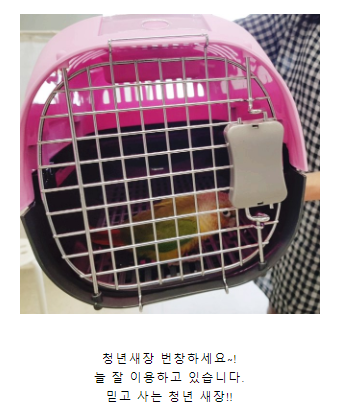 청년새장 번창하세요~!
늘 잘 이용하고 있습니다.
믿고 사는 청년 새장!!